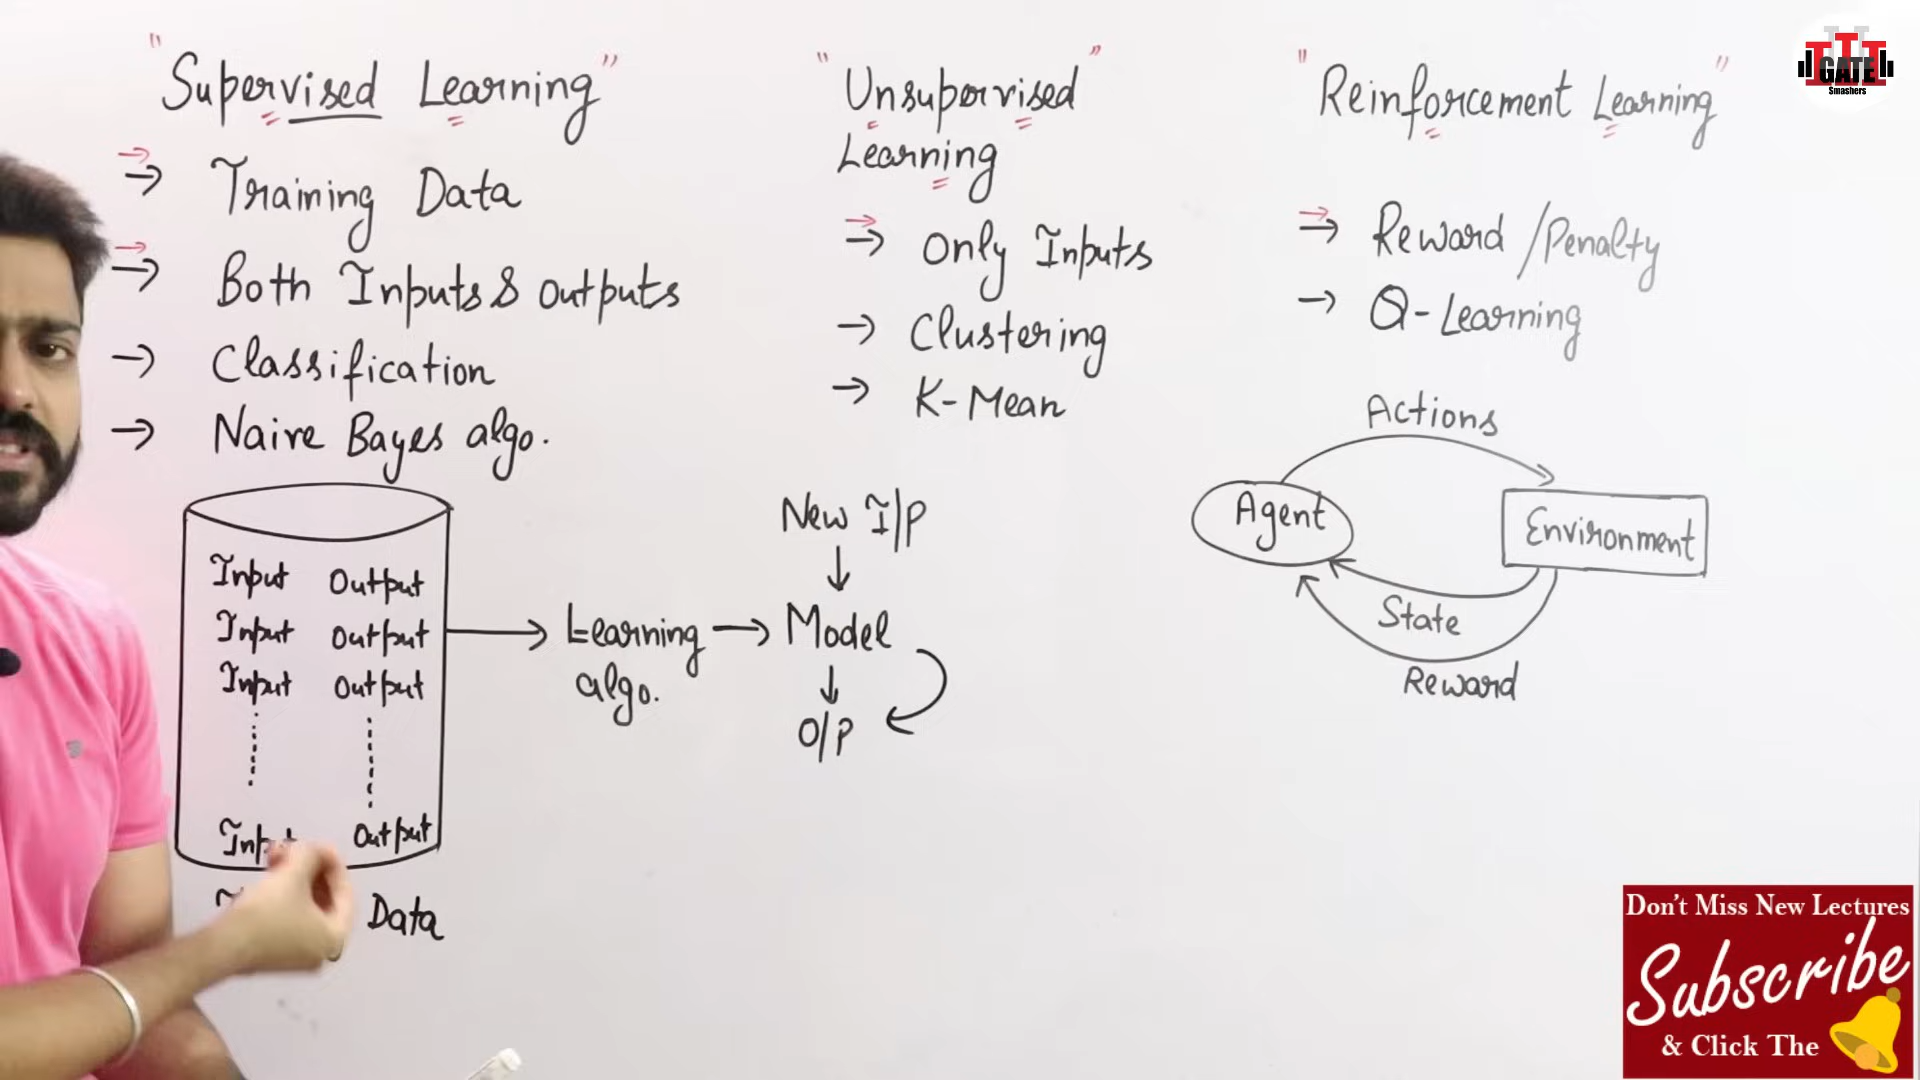 "Supervised Learning"
→ Training Data
→ Both Inputs & outputs
→ Classification
→ Naive Bayes algo.
Input Output
Input Output
Input Output
Input Output
Data
Learning
algo.
New I/P
Model
O/P
"Unsupervised"
Learning
→ Only Inputs
→ Clustering
→ K-Mean
"Reinforcement Learning"
→ Reward / Penalty
→ Q-Learning
Actions
Agent
Environment
State
Reward
GATE
Smashers
Don't Miss New Lectures
Subscribe
& Click The